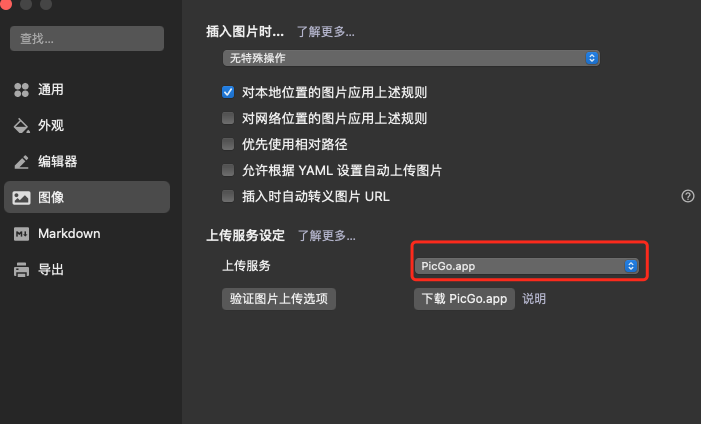 查找...
通用
外观
编辑器
图像
Markdown
导出
插入图片时... 了解更多...
无特殊操作
对本地位置的图片应用上述规则
对网络位置的图片应用上述规则
优先使用相对路径
允许根据 YAML 设置自动上传图片
插入时自动转义图片 URL
?
上传服务设定 了解更多...
上传服务 PicGo.app
验证图片上传选项 下载 PicGo.app 说明